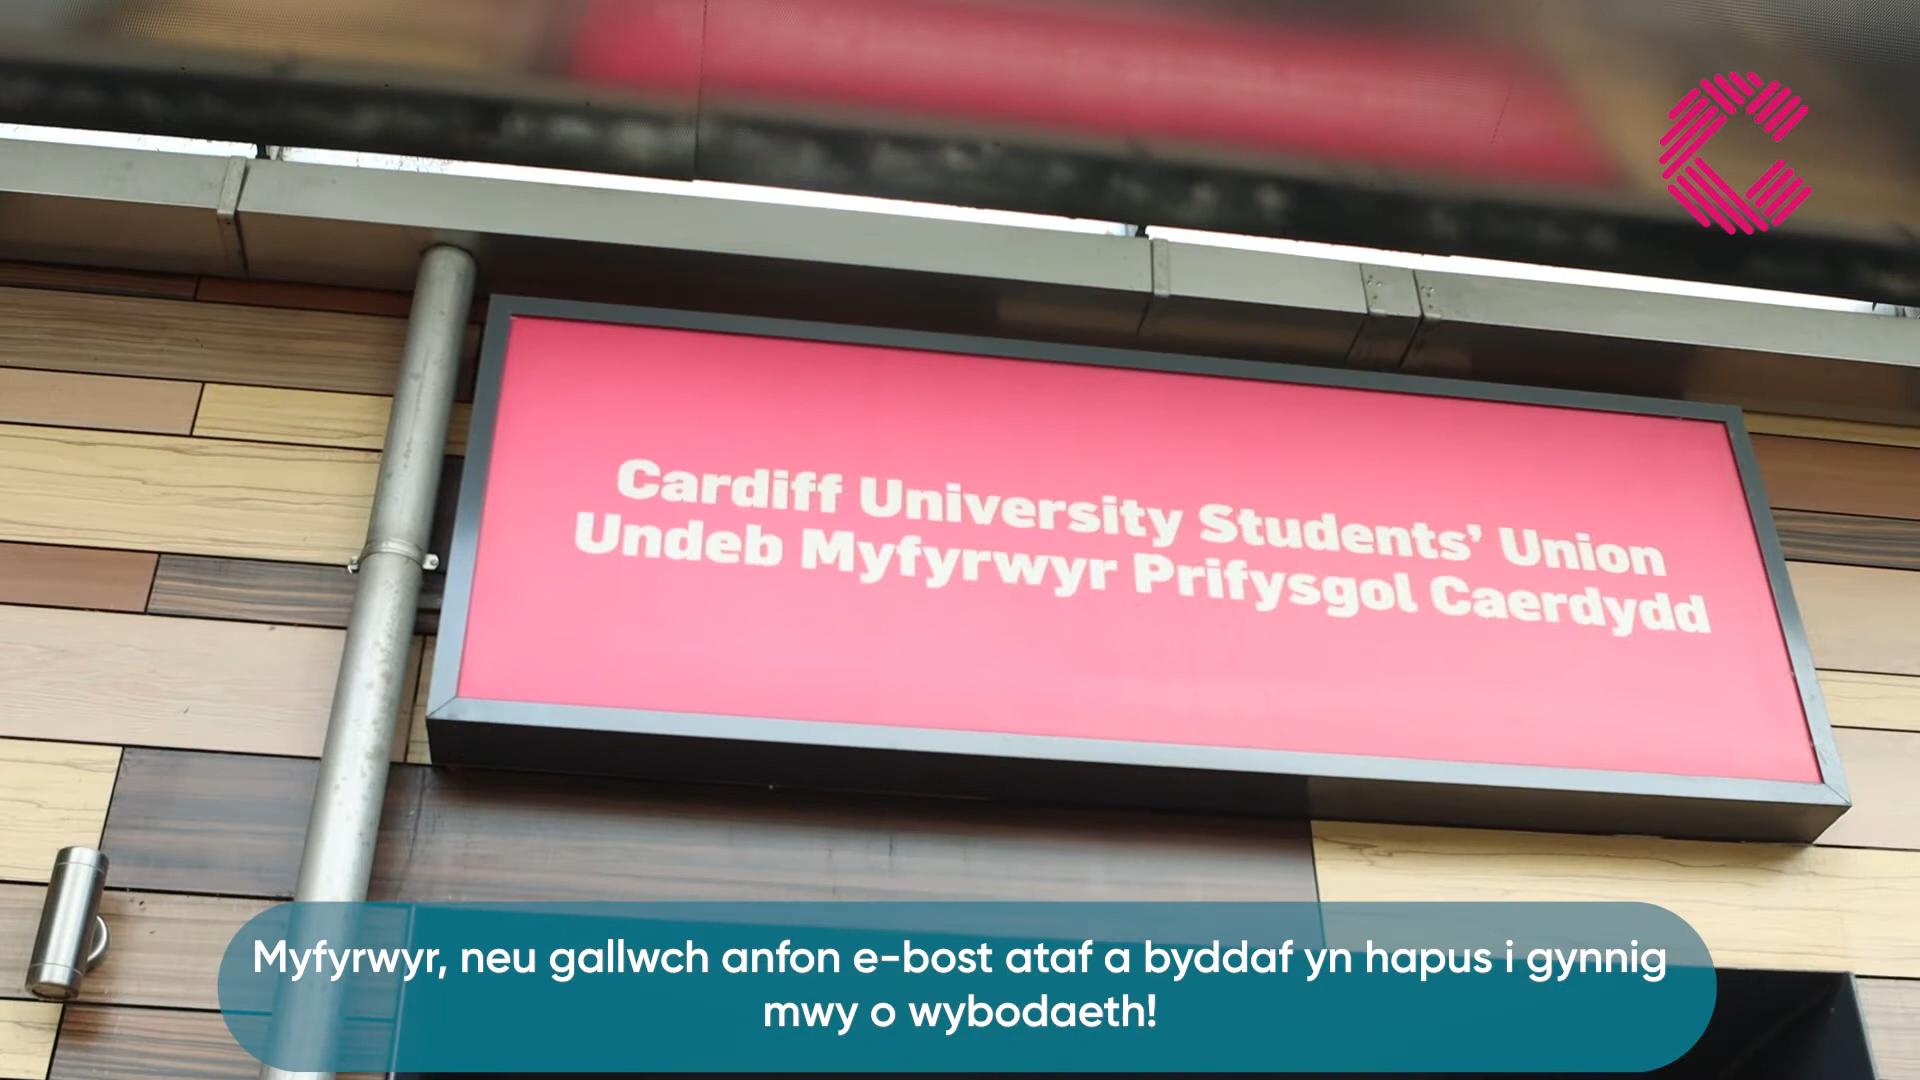 Cardiff University Students' Union
Undeb Myfyrwyr Prifysgol Caerdydd
Myfyrwyr, neu gallwch anfon e-bost ataf a byddaf yn hapus i gynnig
mwy o wybodaeth!